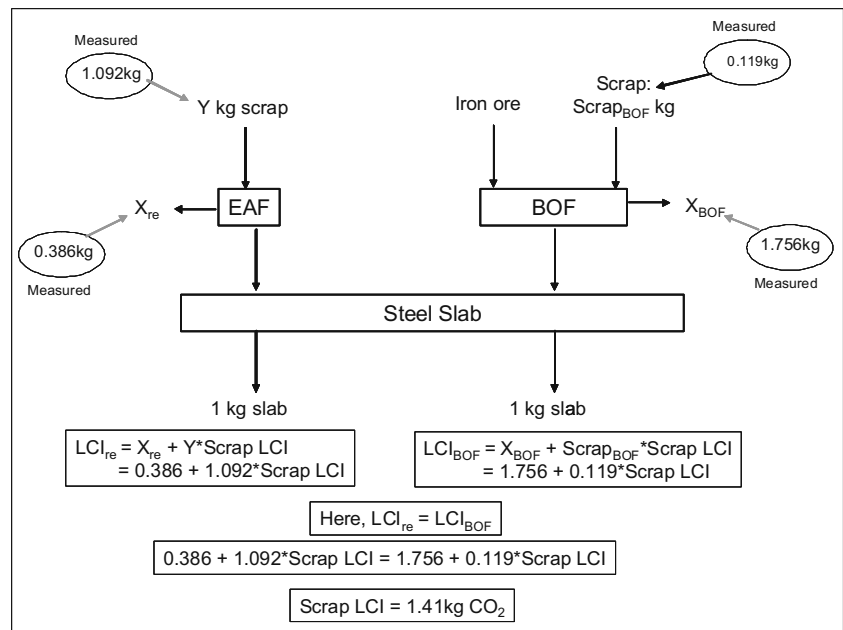 Measured
1.092kg
Y kg scrap
Measured
0.119kg
Scrap:
Scrap_BOF kg
Iron ore
EAF
X_re
0.386kg
Measured
BOF
X_BOF
1.756kg
Measured
Steel Slab
1 kg slab
1 kg slab
LCI_re = X_re + Y*Scrap LCI
= 0.386 + 1.092*Scrap LCI
LCI_BOF = X_BOF + Scrap_BOF*Scrap LCI
= 1.756 + 0.119*Scrap LCI
Here, LCI_re = LCI_BOF
0.386 + 1.092*Scrap LCI = 1.756 + 0.119*Scrap LCI
Scrap LCI = 1.41kg CO₂